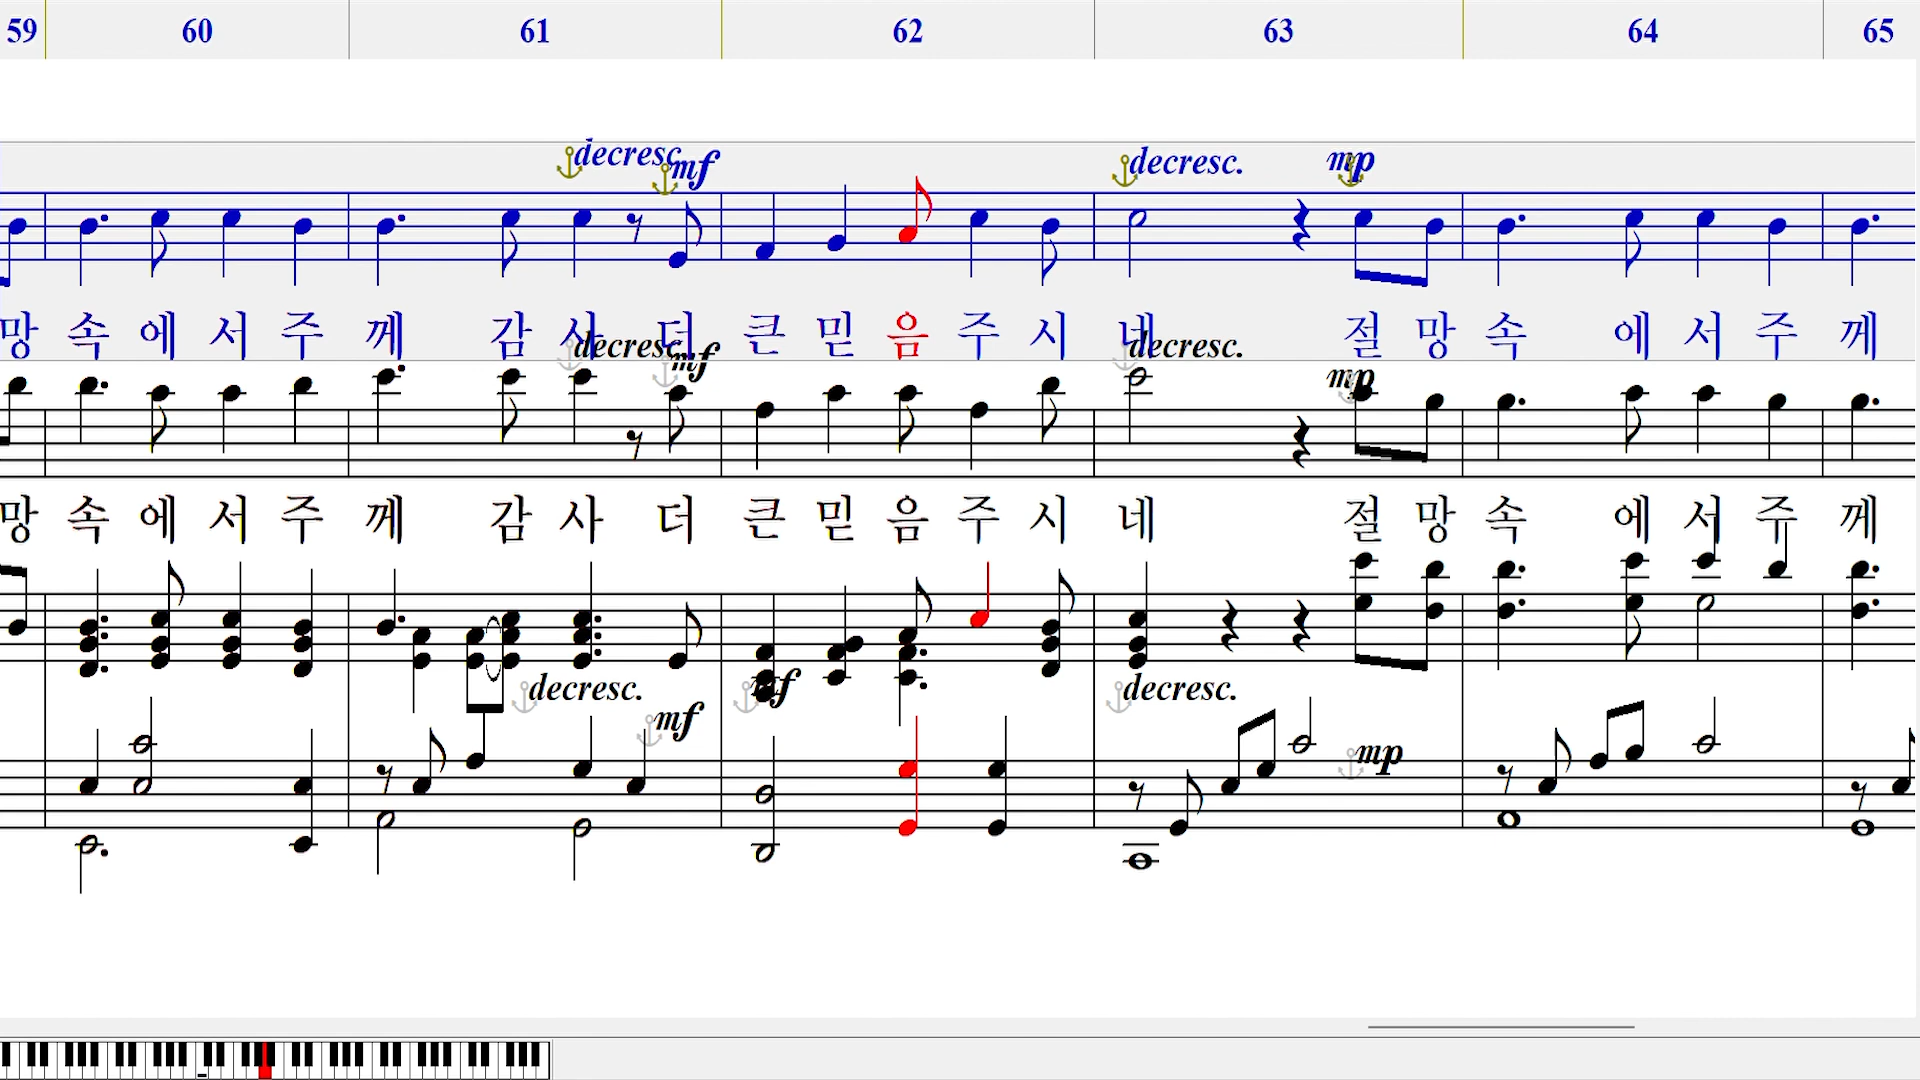 59 60 61 62 63 64 65
decresc. mf decresc. mp
망 속 에 서 주 께 감 사 더 큰 믿 음 주 시 네 절 망 속 에 서 주 께
decresc. mf decresc. mp
망 속 에 서 주 께 감 사 더 큰 믿 음 주 시 네 절 망 속 에 서 주 께
decresc. mf decresc.
mf mp